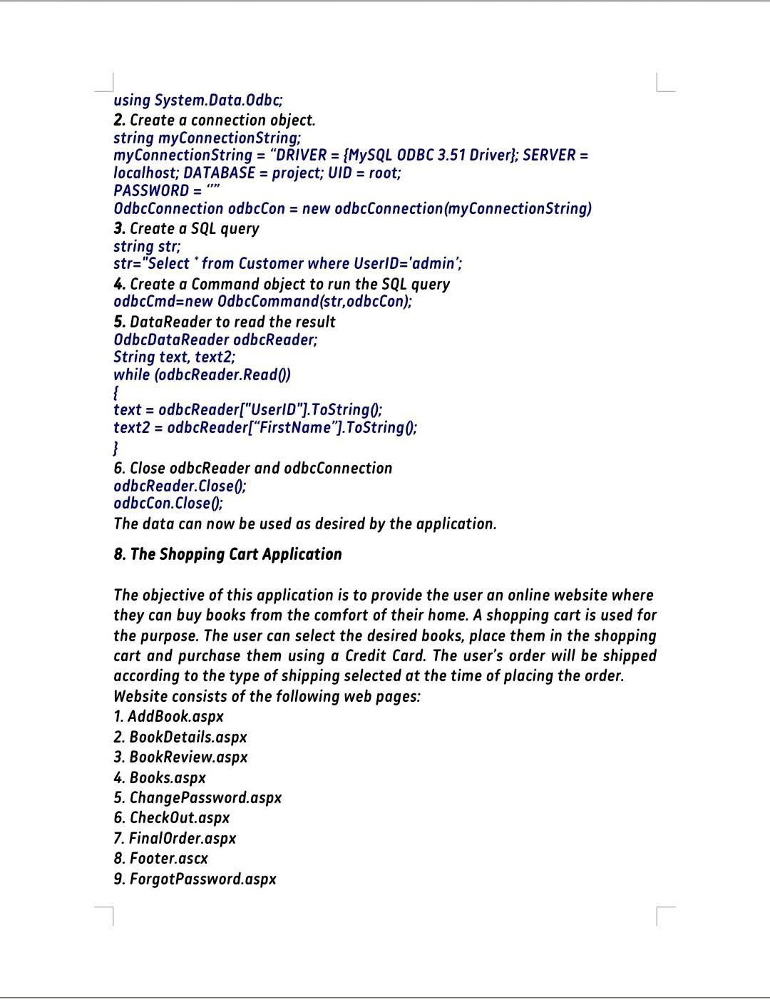 using System.Data.Odbc;
2. Create a connection object.
string myConnectionString;
myConnectionString = “DRIVER = {MySQL ODBC 3.51 Driver}; SERVER =
localhost; DATABASE = project; UID = root;
PASSWORD = ‘’”
OdbcConnection odbcCon = new odbcConnection(myConnectionString)
3. Create a SQL query
string str;
str="Select * from Customer where UserID='admin’;
4. Create a Command object to run the SQL query
odbcCmd=new OdbcCommand(str,odbcCon);
5. DataReader to read the result
OdbcDataReader odbcReader;
String text, text2;
while (odbcReader.Read())
{
text = odbcReader["UserID"].ToString();
text2 = odbcReader[“FirstName”].ToString();
}
6. Close odbcReader and odbcConnection
odbcReader.Close();
odbcCon.Close();
The data can now be used as desired by the application.
8. The Shopping Cart Application
The objective of this application is to provide the user an online website where
they can buy books from the comfort of their home. A shopping cart is used for
the purpose. The user can select the desired books, place them in the shopping
cart and purchase them using a Credit Card. The user’s order will be shipped
according to the type of shipping selected at the time of placing the order.
Website consists of the following web pages:
1. AddBook.aspx
2. BookDetails.aspx
3. BookReview.aspx
4. Books.aspx
5. ChangePassword.aspx
6. CheckOut.aspx
7. FinalOrder.aspx
8. Footer.ascx
9. ForgotPassword.aspx